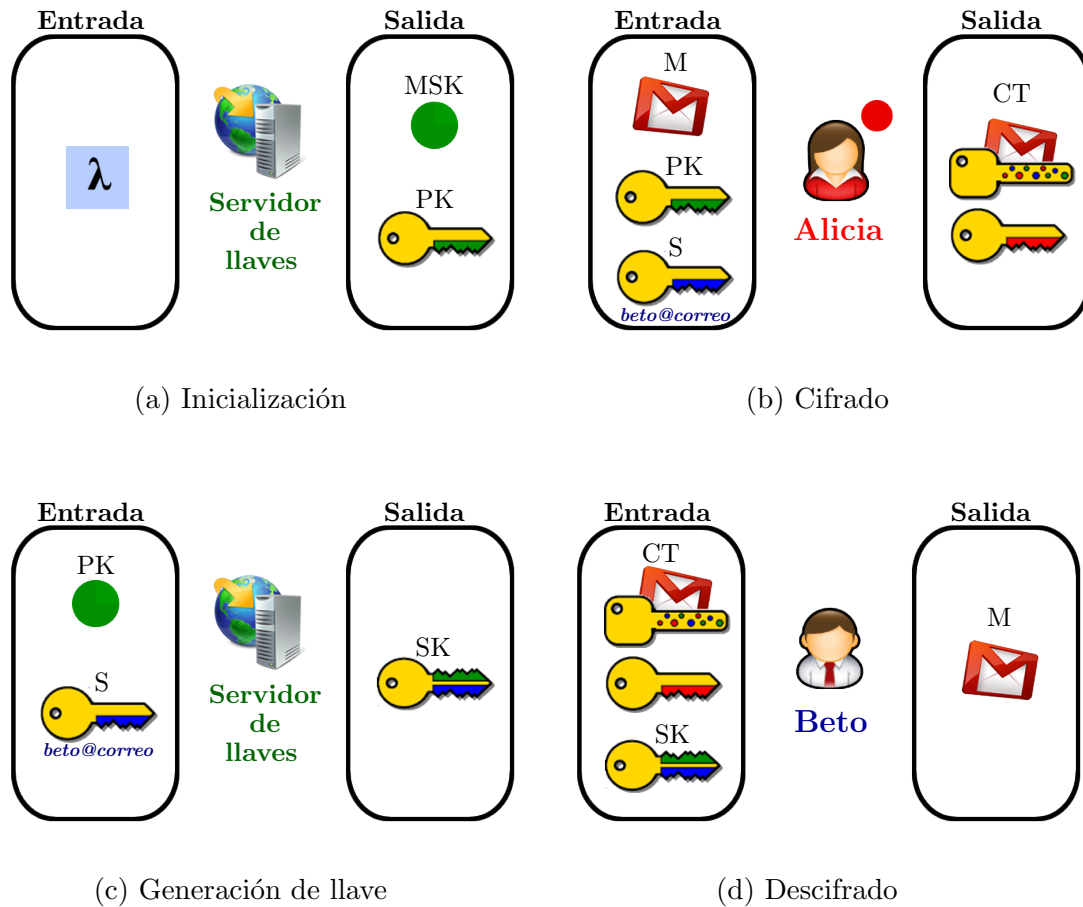 Entrada
Salida
λ
Servidor
de
llaves
MSK
PK
(a) Inicialización
Entrada
Salida
M
PK
S
beto@correo
Alicia
CT
(b) Cifrado
Entrada
Salida
PK
S
beto@correo
Servidor
de
llaves
SK
(c) Generación de llave
Entrada
Salida
CT
SK
Beto
M
(d) Descifrado